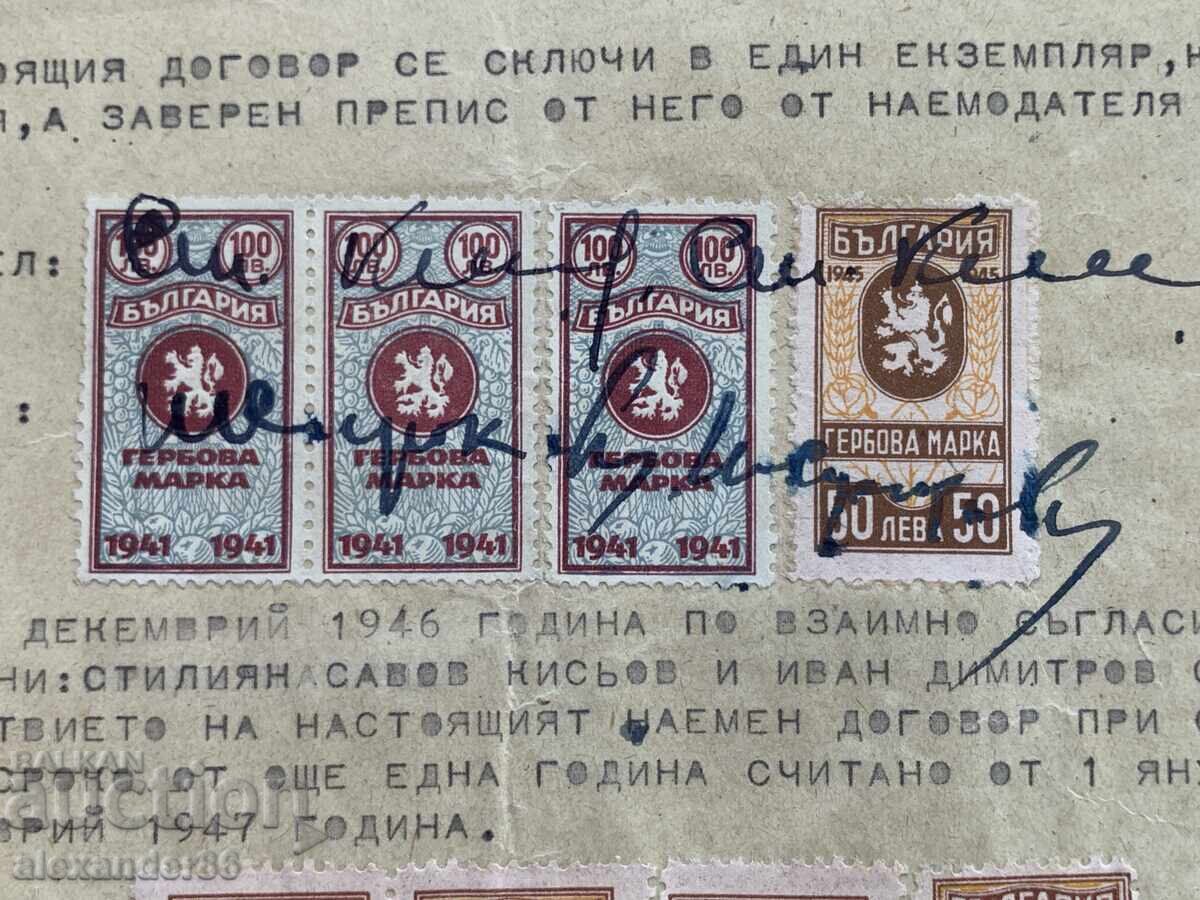 ОЯЩИЯ ДОГОВОР СЕ СКЛЮЧИ В ЕДИН ЕКЗЕМПЛЯР,Н
Я,А ЗАВЕРЕН ПРЕПИС ОТ НЕГО ОТ НАЕМОДАТЕЛЯ
ЕЛ:
100 ЛВ. 100 ЛВ.
БЪЛГАРИЯ
ГЕРБОВА
МАРКА
1941 1941
100 ЛВ. 100 ЛВ.
БЪЛГАРИЯ
ГЕРБОВА
МАРКА
1941 1941
100 ЛВ. 100 ЛВ.
БЪЛГАРИЯ
ГЕРБОВА
МАРКА
1941 1941
БЪЛГАРИЯ
1945 1945
ГЕРБОВА МАРКА
50 ЛЕВА 50
:
ДЕКЕМВРИЙ 1946 ГОДИНА ПО ВЗАИМНО СЪГЛАСИ
НИ:СТИЛИЯН САВОВ КИСЬОВ И ИВАН ДИМИТРОВ
ТВИЕТО НА НАСТОЯЩИЯТ НАЕМЕН ДОГОВОР ПРИ
СРОКА ОТ ОЩЕ ЕДНА ГОДИНА СЧИТАНО ОТ 1 ЯНУ
ВРИЙ 1947 ГОДИНА.
BALKAN
auction
alexander86
БЪЛГАРИЯ